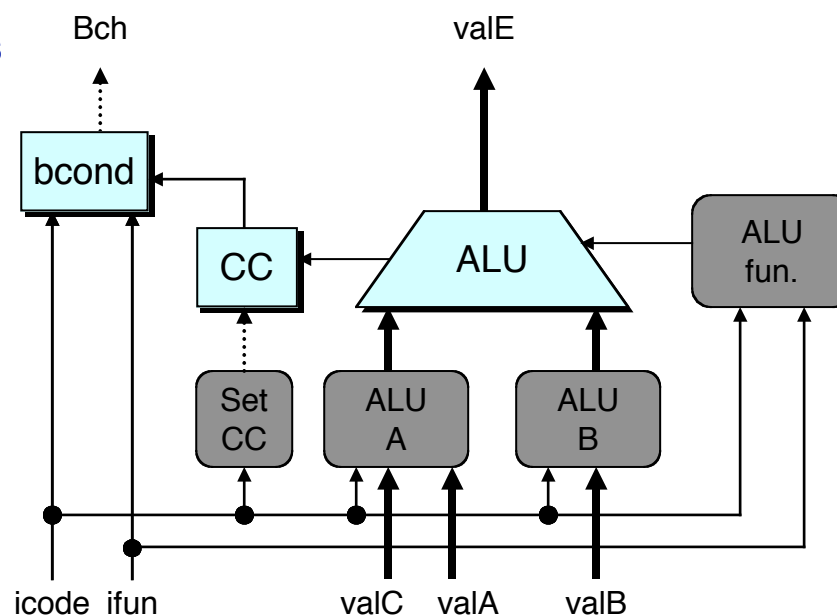 Bch valE
bcond
CC
ALU
ALU
fun.
Set
CC
ALU
A
ALU
B
icode ifun valC valA valB